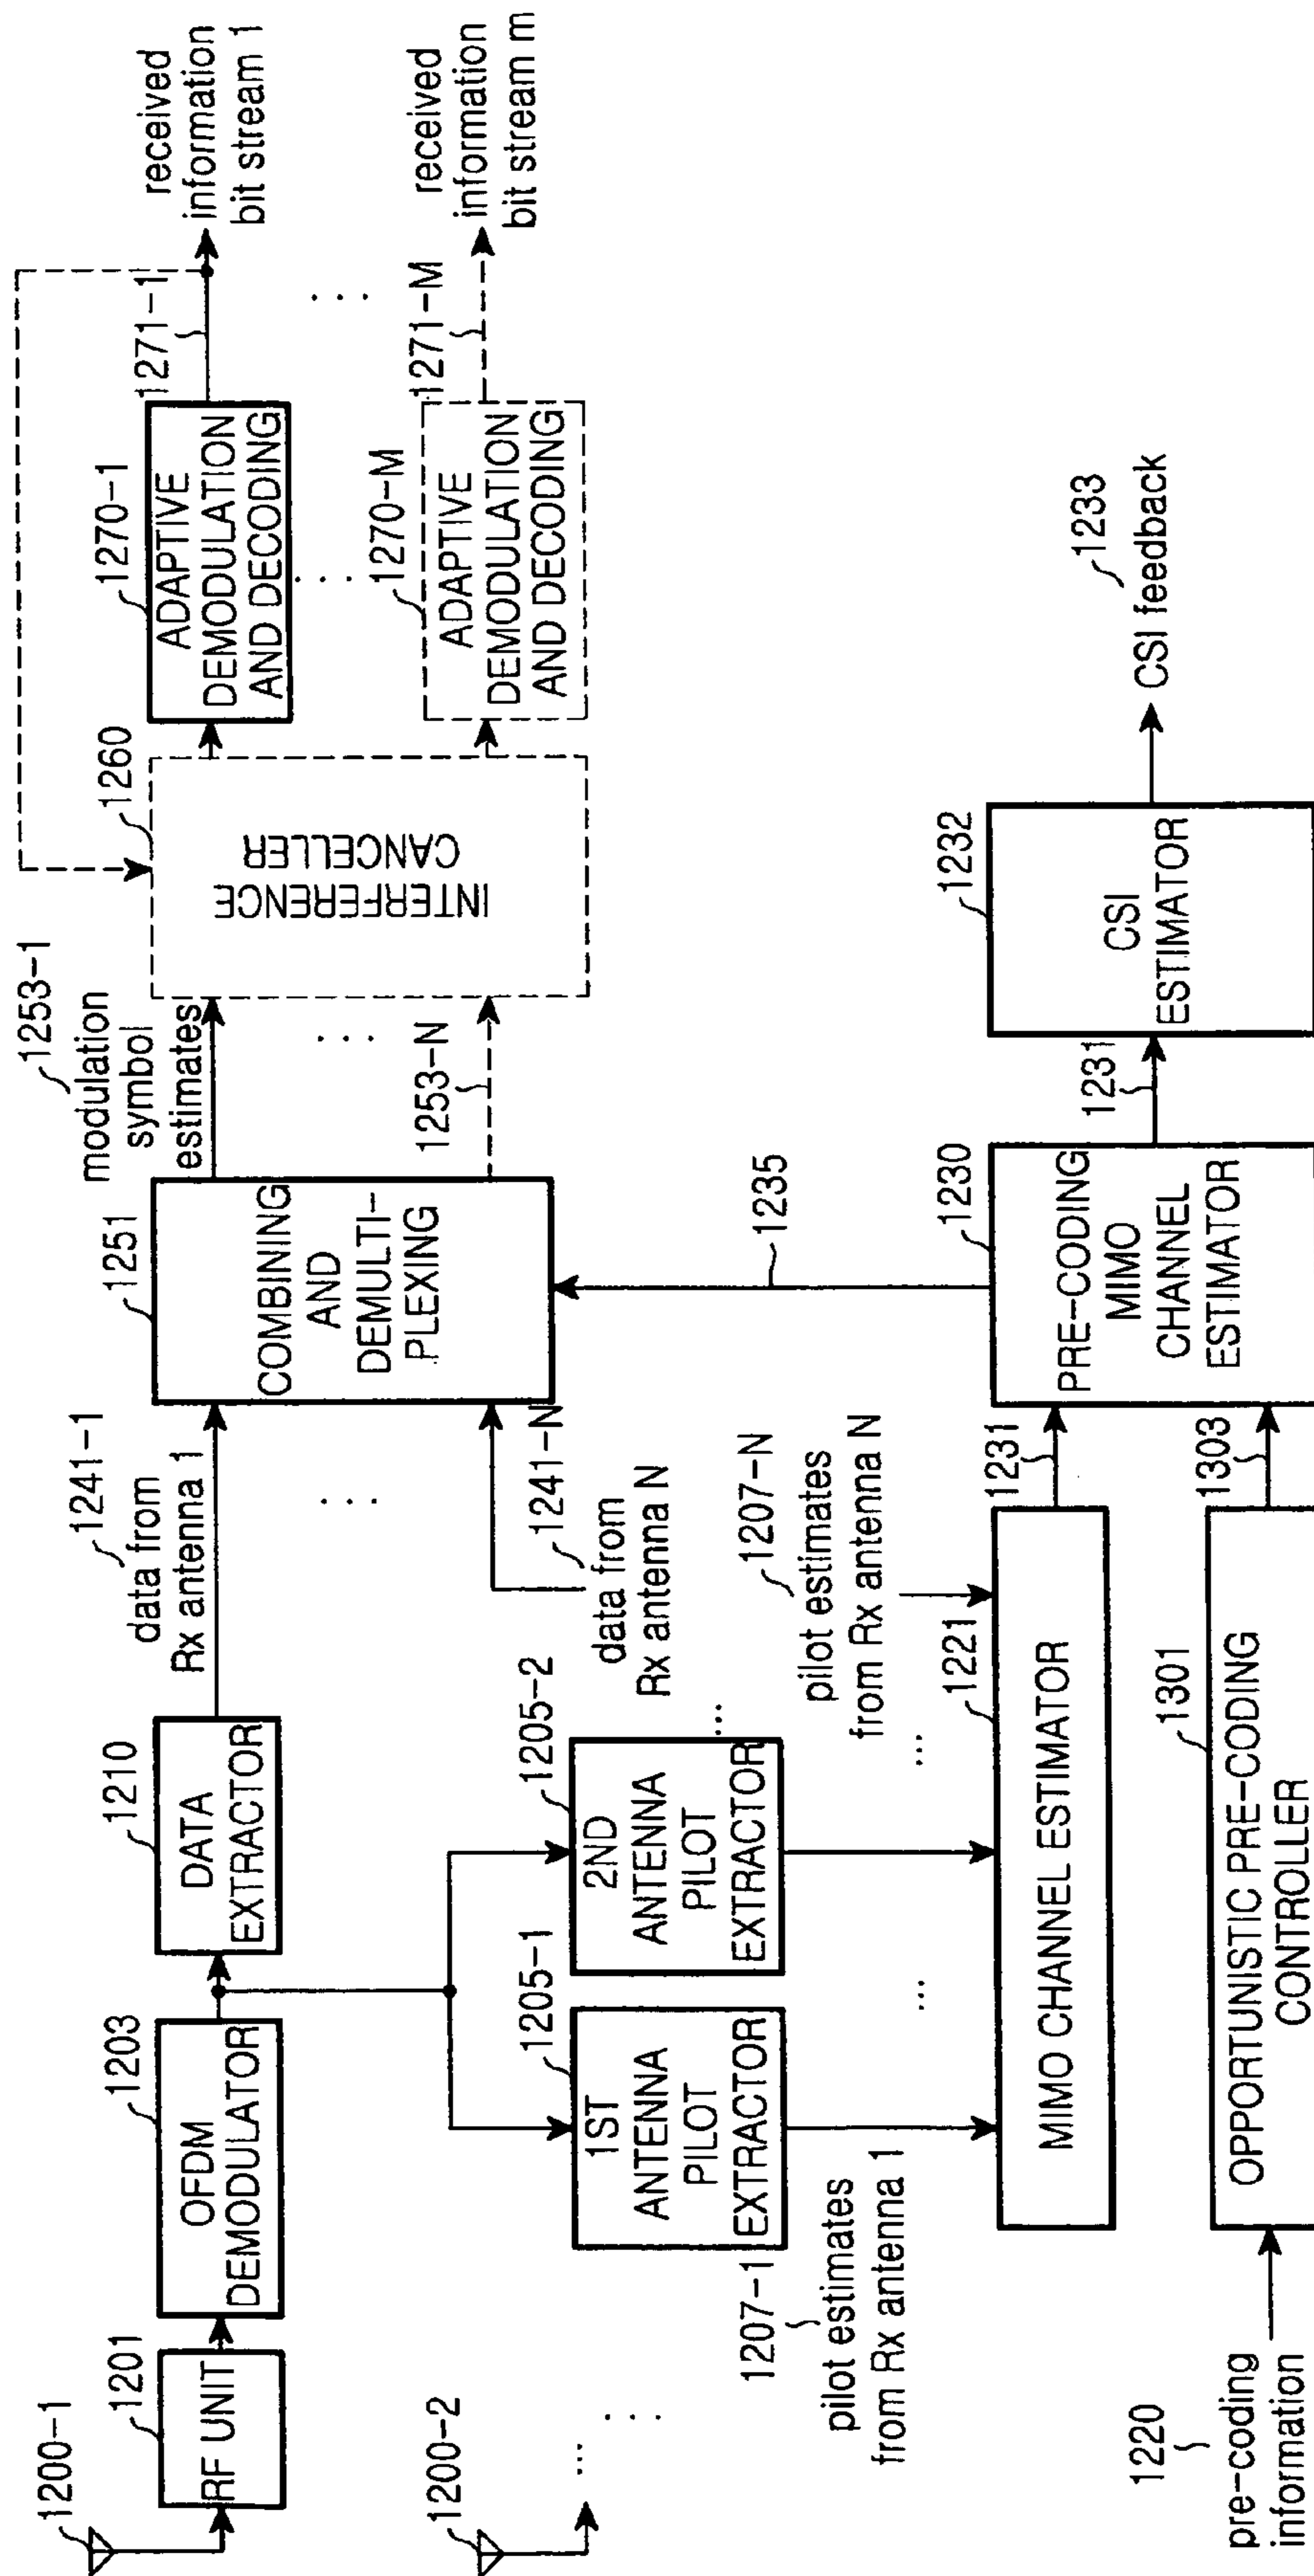 1200-1
1201
RF UNIT
1203
OFDM
DEMODULATOR
1210
DATA
EXTRACTOR
1241-1
data from
Rx antenna 1
...
1251
COMBINING
AND
DEMULTI-
PLEXING
1253-1
modulation
symbol
estimates
...
1253-N
1260
INTERFERENCE
CANCELLER
1270-1
ADAPTIVE
DEMODULATION
AND DECODING
...
1270-M
ADAPTIVE
DEMODULATION
AND DECODING
1271-1
...
1271-M
received
information
bit stream 1
received
information
bit stream m
1200-2
...
...
1205-1
1ST
ANTENNA
PILOT
EXTRACTOR
1205-2
2ND
ANTENNA
PILOT
EXTRACTOR
...
1241-N
data from
Rx antenna N
1207-1
pilot estimates
from Rx antenna 1
...
...
1207-N
pilot estimates
from Rx antenna N
1221
MIMO CHANNEL ESTIMATOR
1231
1235
1230
PRE-CODING
MIMO
CHANNEL
ESTIMATOR
1231
1232
CSI
ESTIMATOR
1233
CSI feedback
1220
pre-coding
information
1301
OPPORTUNISTIC PRE-CODING
CONTROLLER
1303